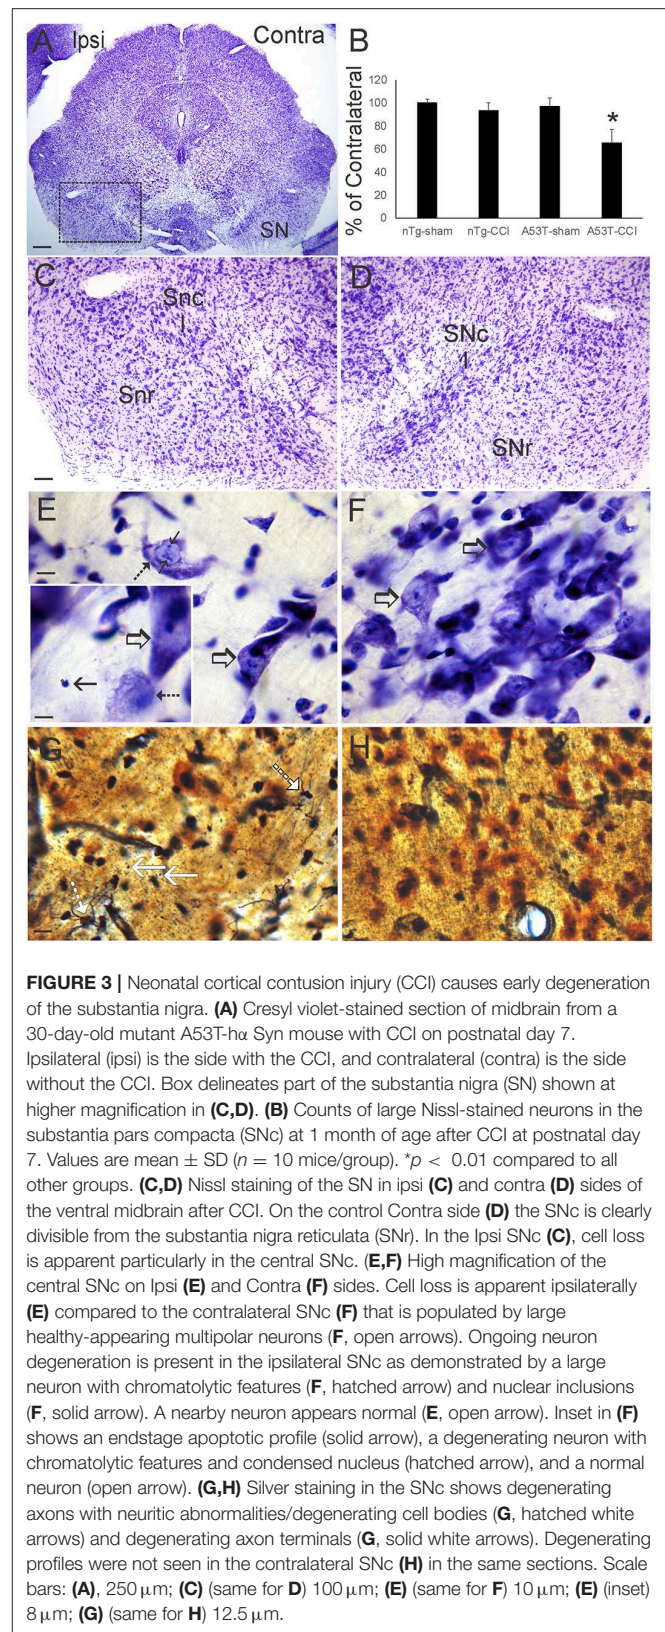 A
Ipsi
Contra
SN
B
% of Contralateral
120
100
80
60
40
20
0
*
nTg-sham
nTg-CCI
A53T-sham
A53T-CCI
C
Snc
Snr
D
SNc
SNr
E
F
G
H
FIGURE 3 | Neonatal cortical contusion injury (CCI) causes early degeneration
of the substantia nigra. (A) Cresyl violet-stained section of midbrain from a
30-day-old mutant A53T-hα Syn mouse with CCI on postnatal day 7.
Ipsilateral (ipsi) is the side with the CCI, and contralateral (contra) is the side
without the CCI. Box delineates part of the substantia nigra (SN) shown at
higher magnification in (C,D). (B) Counts of large Nissl-stained neurons in the
substantia pars compacta (SNc) at 1 month of age after CCI at postnatal day
7. Values are mean ± SD (n = 10 mice/group). *p < 0.01 compared to all
other groups. (C,D) Nissl staining of the SN in ipsi (C) and contra (D) sides of
the ventral midbrain after CCI. On the control Contra side (D) the SNc is clearly
divisible from the substantia nigra reticulata (SNr). In the Ipsi SNc (C), cell loss
is apparent particularly in the central SNc. (E,F) High magnification of the
central SNc on Ipsi (E) and Contra (F) sides. Cell loss is apparent ipsilaterally
(E) compared to the contralateral SNc (F) that is populated by large
healthy-appearing multipolar neurons (F, open arrows). Ongoing neuron
degeneration is present in the ipsilateral SNc as demonstrated by a large
neuron with chromatolytic features (F, hatched arrow) and nuclear inclusions
(F, solid arrow). A nearby neuron appears normal (E, open arrow). Inset in (F)
shows an endstage apoptotic profile (solid arrow), a degenerating neuron with
chromatolytic features and condensed nucleus (hatched arrow), and a normal
neuron (open arrow). (G,H) Silver staining in the SNc shows degenerating
axons with neuritic abnormalities/degenerating cell bodies (G, hatched white
arrows) and degenerating axon terminals (G, solid white arrows). Degenerating
profiles were not seen in the contralateral SNc (H) in the same sections. Scale
bars: (A), 250 μm; (C) (same for D) 100 μm; (E) (same for F) 10 μm; (E) (inset)
8 μm; (G) (same for H) 12.5 μm.